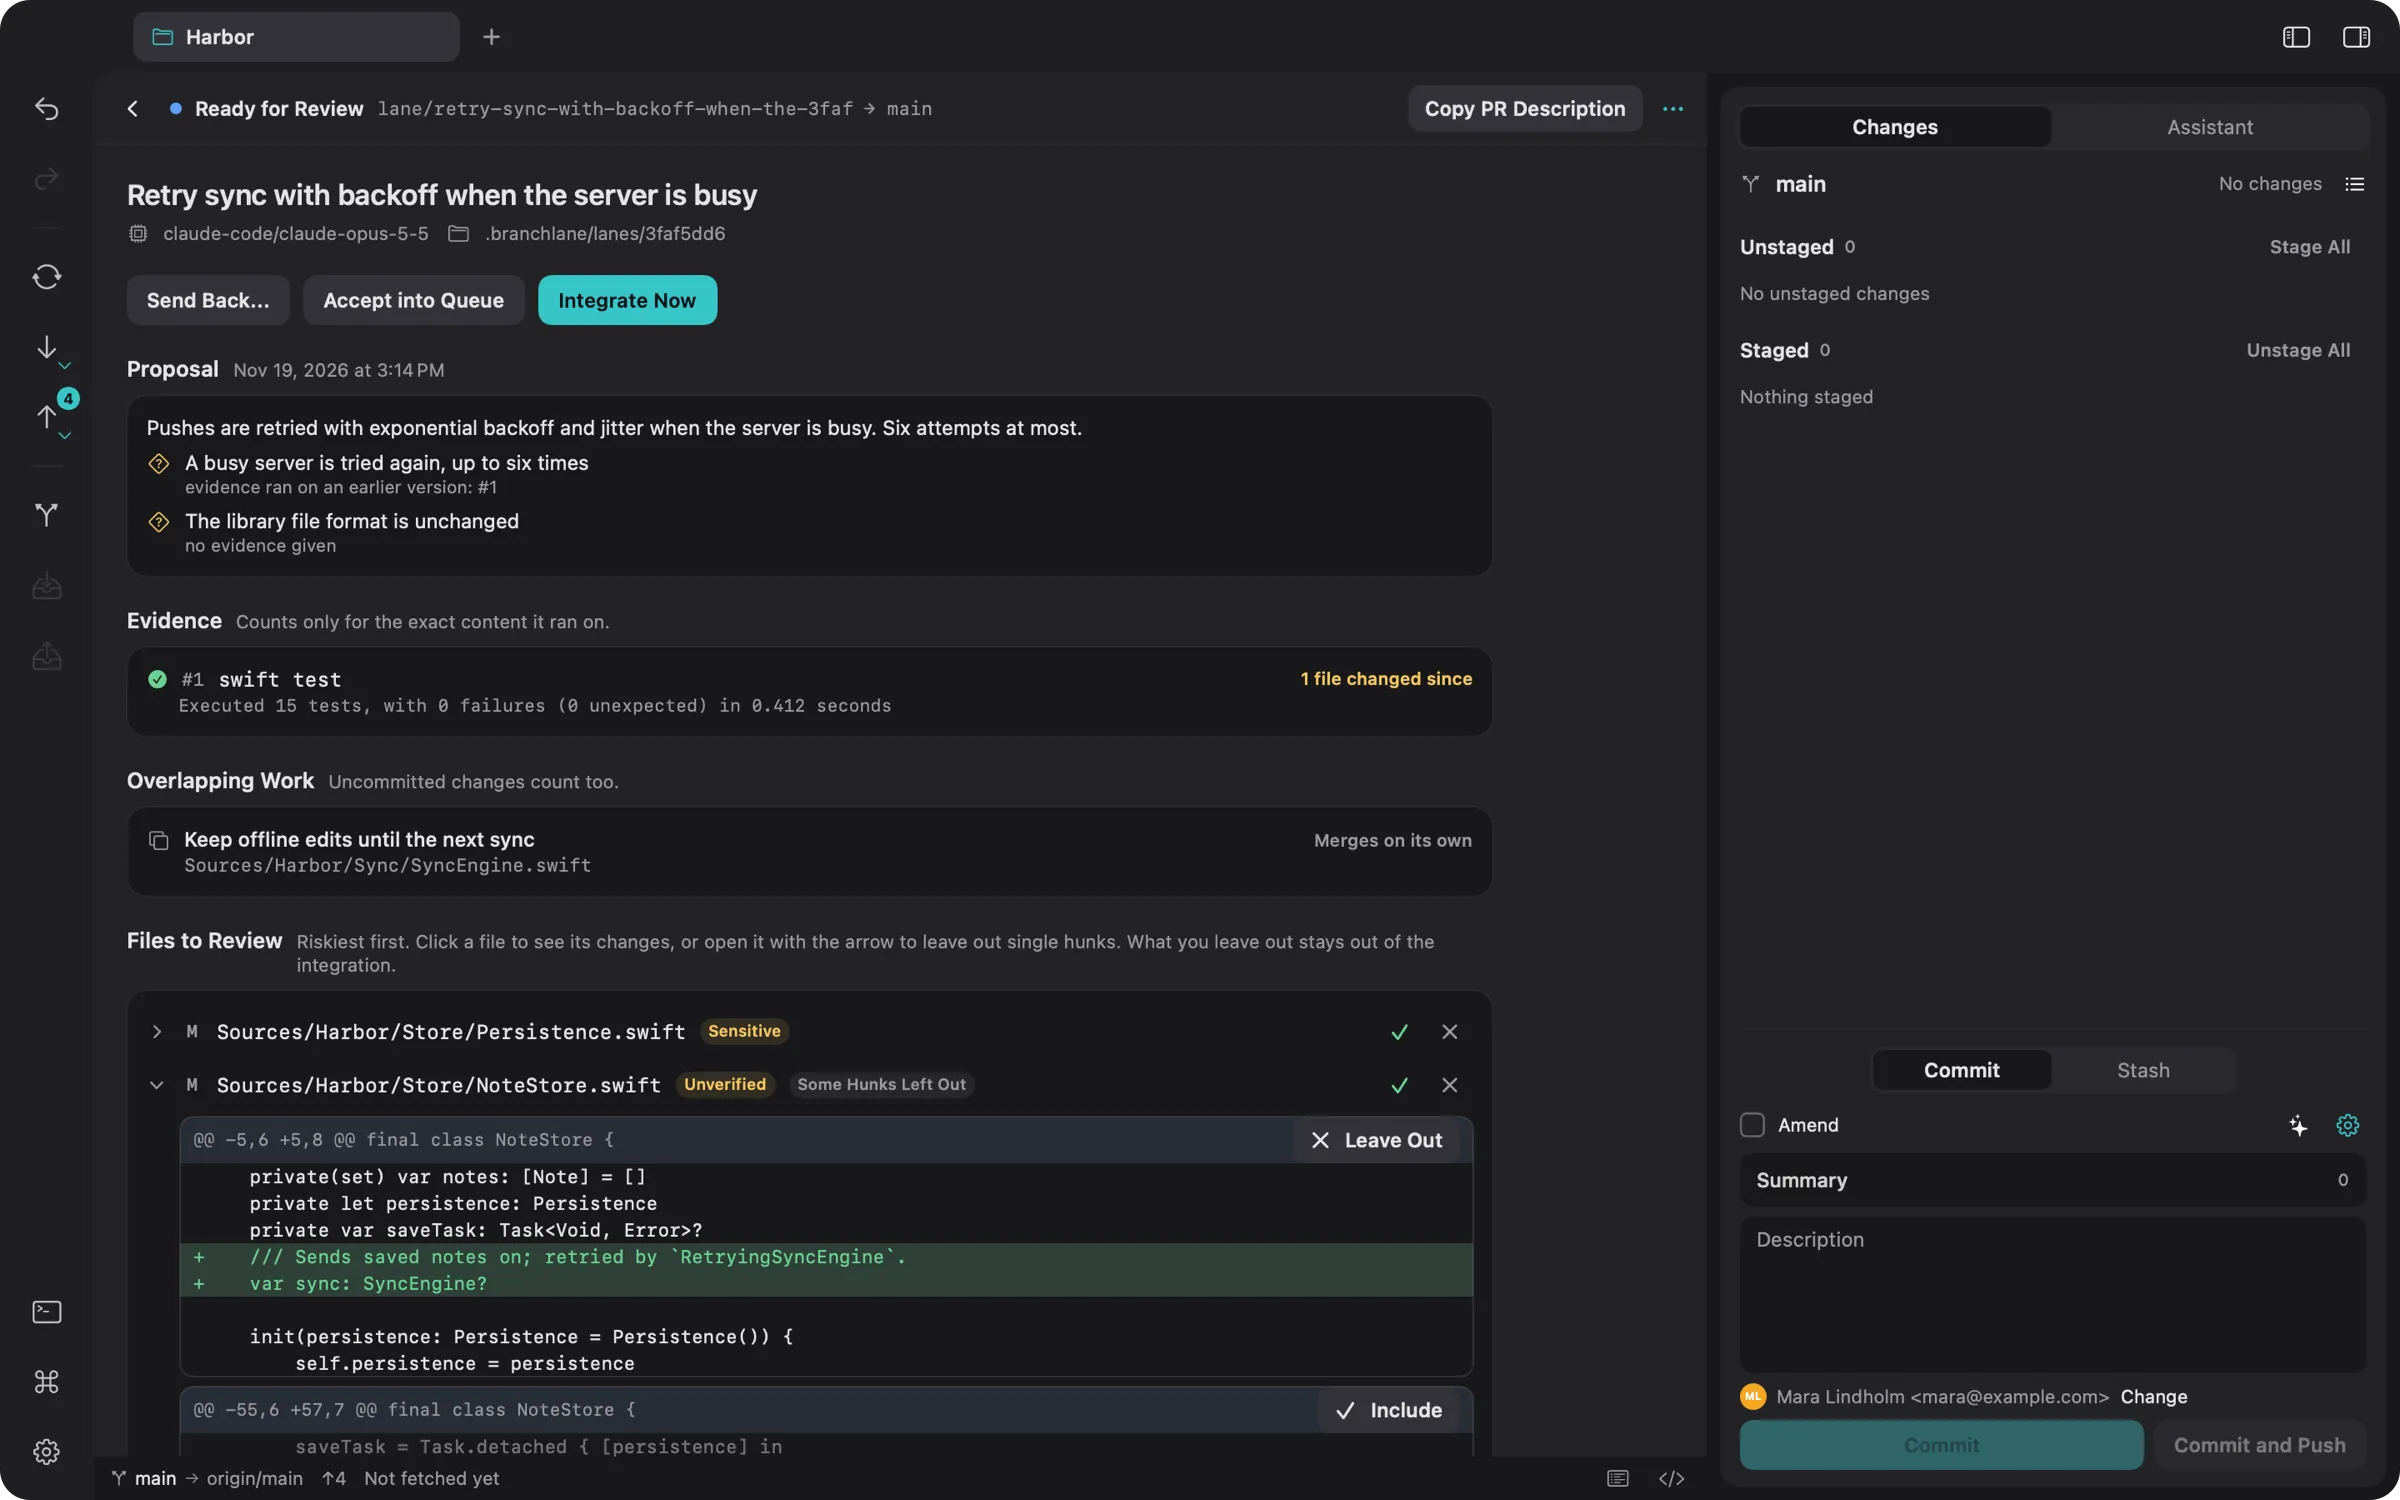 Harbor
Ready for Review lane/retry-sync-with-backoff-when-the-3faf → main
Copy PR Description
Retry sync with backoff when the server is busy
claude-code/claude-opus-5-5 .branchlane/lanes/3faf5dd6
Send Back...
Accept into Queue
Integrate Now
Proposal Nov 19, 2026 at 3:14 PM
4
Pushes are retried with exponential backoff and jitter when the server is busy. Six attempts at most.
A busy server is tried again, up to six times
evidence ran on an earlier version: #1
The library file format is unchanged
no evidence given
Evidence Counts only for the exact content it ran on.
#1 swift test
1 file changed since
Executed 15 tests, with 0 failures (0 unexpected) in 0.412 seconds
Overlapping Work Uncommitted changes count too.
Keep offline edits until the next sync
Merges on its own
Sources/Harbor/Sync/SyncEngine.swift
Files to Review Riskiest first. Click a file to see its changes, or open it with the arrow to leave out single hunks. What you leave out stays out of the
integration.
M Sources/Harbor/Store/Persistence.swift Sensitive
M Sources/Harbor/Store/NoteStore.swift Unverified Some Hunks Left Out
@@ -5,6 +5,8 @@ final class NoteStore {
Leave Out
private(set) var notes: [Note] = []
private let persistence: Persistence
private var saveTask: Task<Void, Error>?
+ /// Sends saved notes on; retried by `RetryingSyncEngine`.
+ var sync: SyncEngine?
init(persistence: Persistence = Persistence()) {
self.persistence = persistence
@@ -55,6 +57,7 @@ final class NoteStore {
Include
saveTask = Task.detached { [persistence] in
main → origin/main ↑4 Not fetched yet
Changes
Assistant
main
No changes
Unstaged 0
Stage All
No unstaged changes
Staged 0
Unstage All
Nothing staged
Commit
Stash
Amend
Summary
0
Description
ML Mara Lindholm <mara@example.com> Change
Commit
Commit and Push